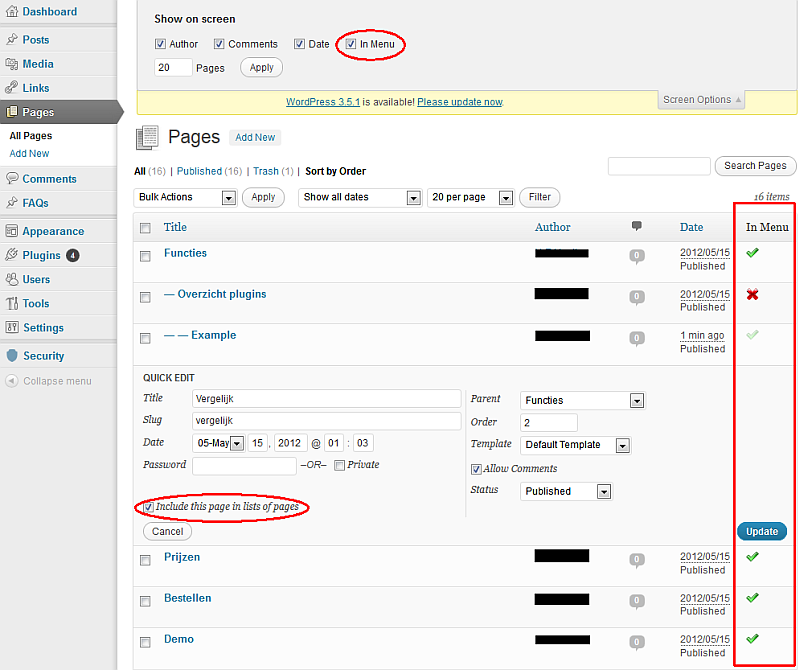 Dashboard
Posts
Media
Links
Pages
All Pages
Add New
Comments
FAQs
Appearance
Plugins 4
Users
Tools
Settings
Security
Collapse menu
Show on screen
Author Comments Date In Menu
20 Pages Apply
WordPress 3.5.1 is available! Please update now.
Screen Options
Pages Add New
All (16) | Published (16) | Trash (1) | Sort by Order
Search Pages
Bulk Actions Apply Show all dates 20 per page Filter
16 items
Title Author Date In Menu
Functies 0 2012/05/15
Published
— Overzicht plugins 0 2012/05/15
Published
— — Example 0 1 min ago
Published
QUICK EDIT
Title Vergelijk
Slug vergelijk
Date 05-May 15 , 2012 @ 01 : 03
Password –OR– Private
Parent Functies
Order 2
Template Default Template
Allow Comments
Status Published
Include this page in lists of pages
Cancel Update
Prijzen 0 2012/05/15
Published
Bestellen 0 2012/05/15
Published
Demo 0 2012/05/15
Published